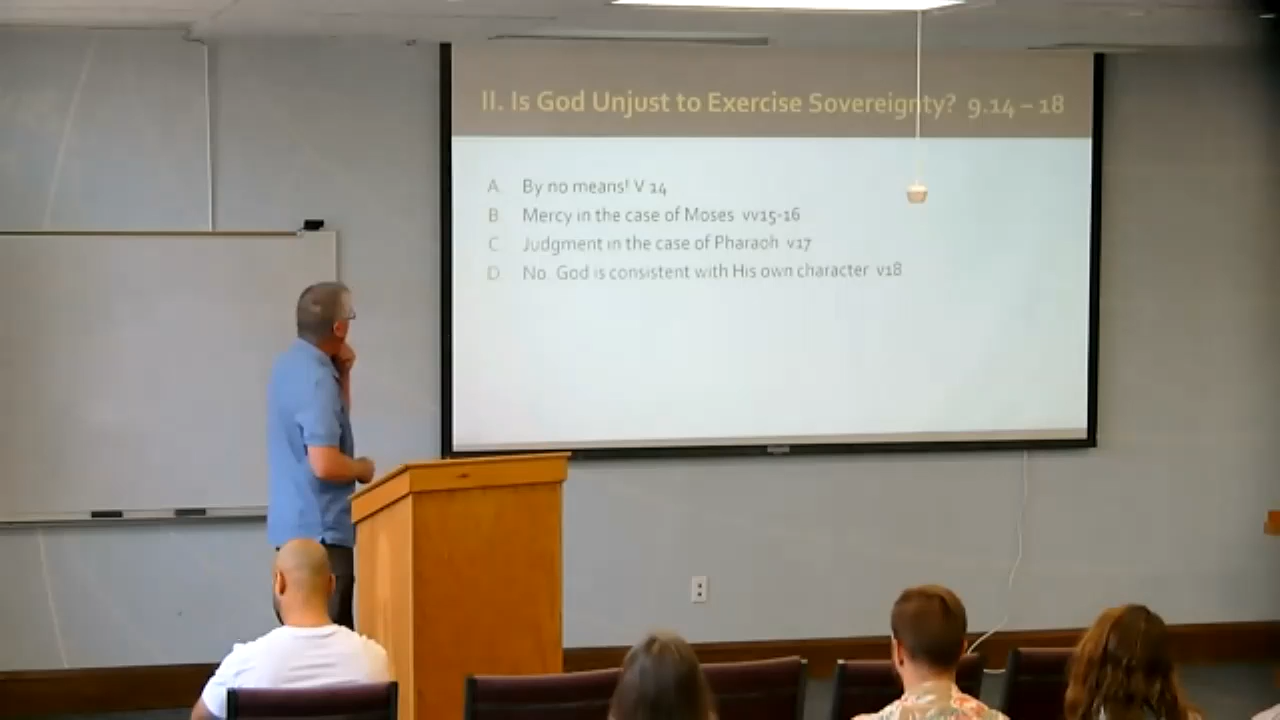 II. Is God Unjust to Exercise Sovereignty? 9.14 – 18
A. By no means! V 14
B. Mercy in the case of Moses vv15-16
C. Judgment in the case of Pharaoh v17
D. No. God is consistent with His own character v18